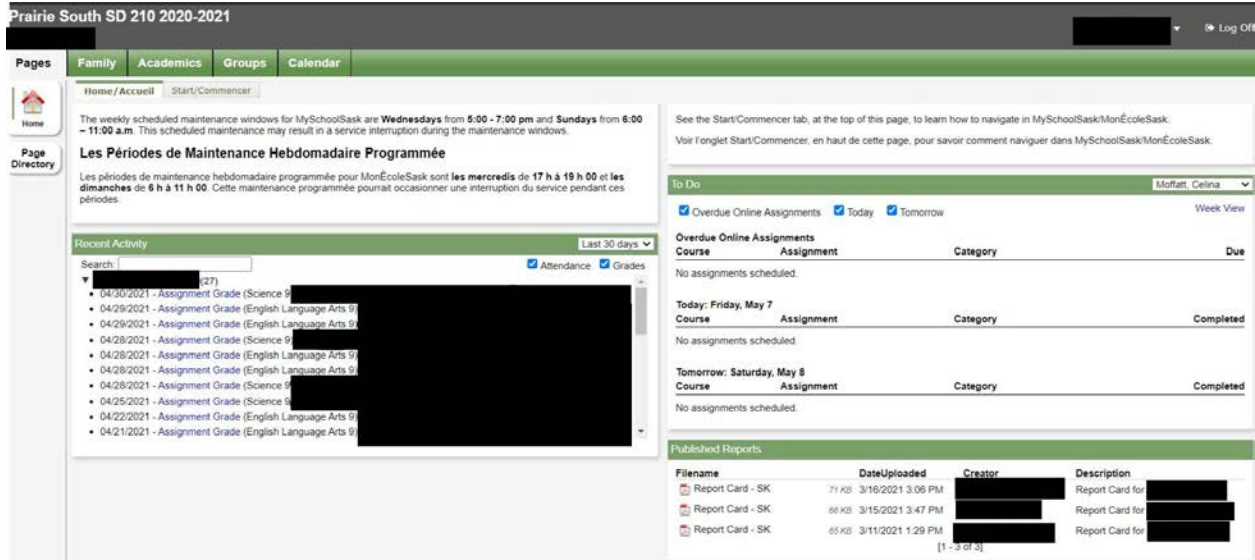 Prairie South SD 210 2020-2021
Log Off
Pages Family Academics Groups Calendar
Home
Page Directory
Home/Accueil Start/Commencer
The weekly scheduled maintenance windows for MySchoolSask are Wednesdays from 5:00 - 7:00 pm and Sundays from 6:00
– 11:00 a.m. This scheduled maintenance may result in a service interruption during the maintenance windows.
Les Périodes de Maintenance Hebdomadaire Programmée
Les périodes de maintenance hebdomadaire programmée pour MonÉcoleSask sont les mercredis de 17 h à 19 h 00 et les
dimanches de 6 h à 11 h 00. Cette maintenance programmée pourrait occasionner une interruption du service pendant ces
périodes.
Recent Activity Last 30 days
Search: Attendance Grades
(27)
04/30/2021 - Assignment Grade (Science 9
04/29/2021 - Assignment Grade (English Language Arts 9)
04/29/2021 - Assignment Grade (English Language Arts 9)
04/28/2021 - Assignment Grade (Science 9
04/28/2021 - Assignment Grade (English Language Arts 9)
04/28/2021 - Assignment Grade (English Language Arts 9)
04/28/2021 - Assignment Grade (Science 9
04/25/2021 - Assignment Grade (Science 9
04/22/2021 - Assignment Grade (English Language Arts 9)
04/21/2021 - Assignment Grade (English Language Arts 9)
See the Start/Commencer tab, at the top of this page, to learn how to navigate in MySchoolSask/MonÉcoleSask.
Voir l'onglet Start/Commencer, en haut de cette page, pour savoir comment naviguer dans MySchoolSask/MonÉcoleSask.
To Do Moffatt, Celina
Overdue Online Assignments Today Tomorrow Week View
Overdue Online Assignments
Course Assignment Category Due
No assignments scheduled.
Today: Friday, May 7
Course Assignment Category Completed
No assignments scheduled.
Tomorrow: Saturday, May 8
Course Assignment Category Completed
No assignments scheduled.
Published Reports
Filename DateUploaded Creator Description
Report Card - SK 71 KB 3/16/2021 3:06 PM Report Card for
Report Card - SK 66 KB 3/15/2021 3:47 PM Report Card for
Report Card - SK 65 KB 3/11/2021 1:29 PM Report Card for
[1 - 3 of 3]